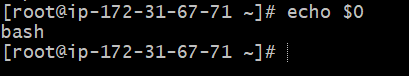 [root@ip-172-31-67-71 ~]# echo $0
bash
[root@ip-172-31-67-71 ~]#